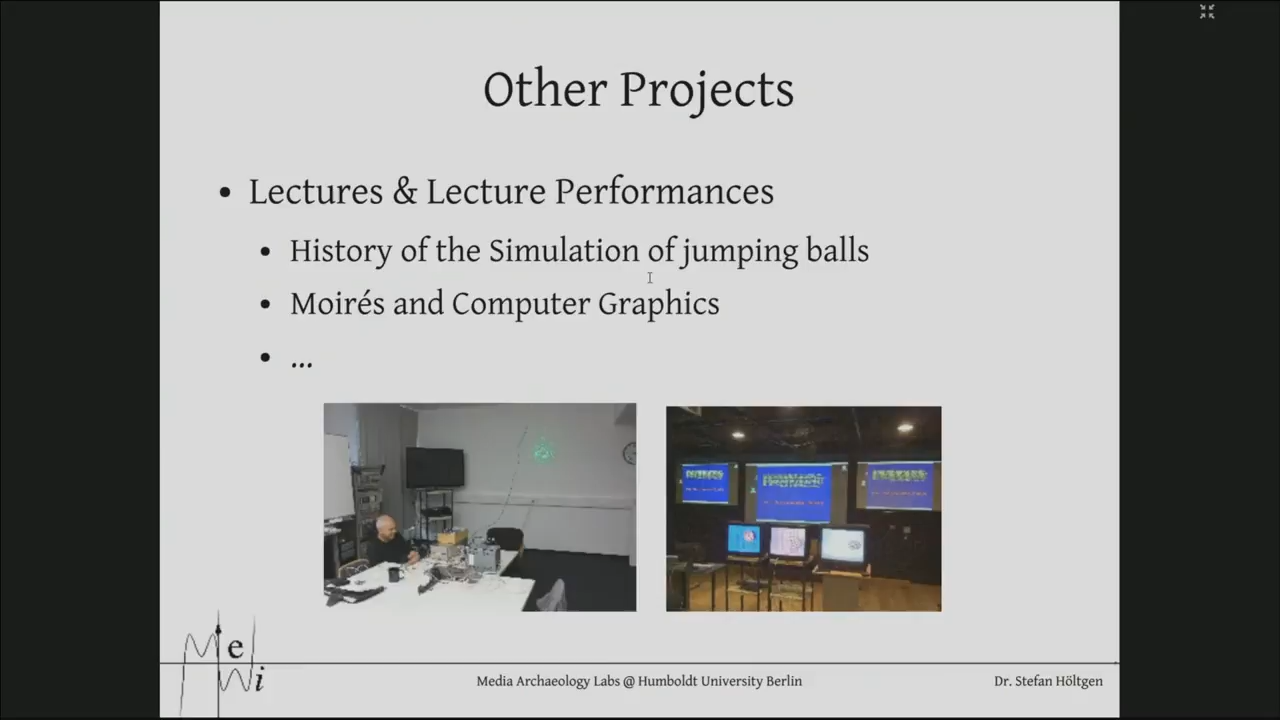 Other Projects
• Lectures & Lecture Performances
• History of the Simulation of jumping balls
• Moirés and Computer Graphics
• ...
Me
Wi
Media Archaeology Labs @ Humboldt University Berlin
Dr. Stefan Höltgen